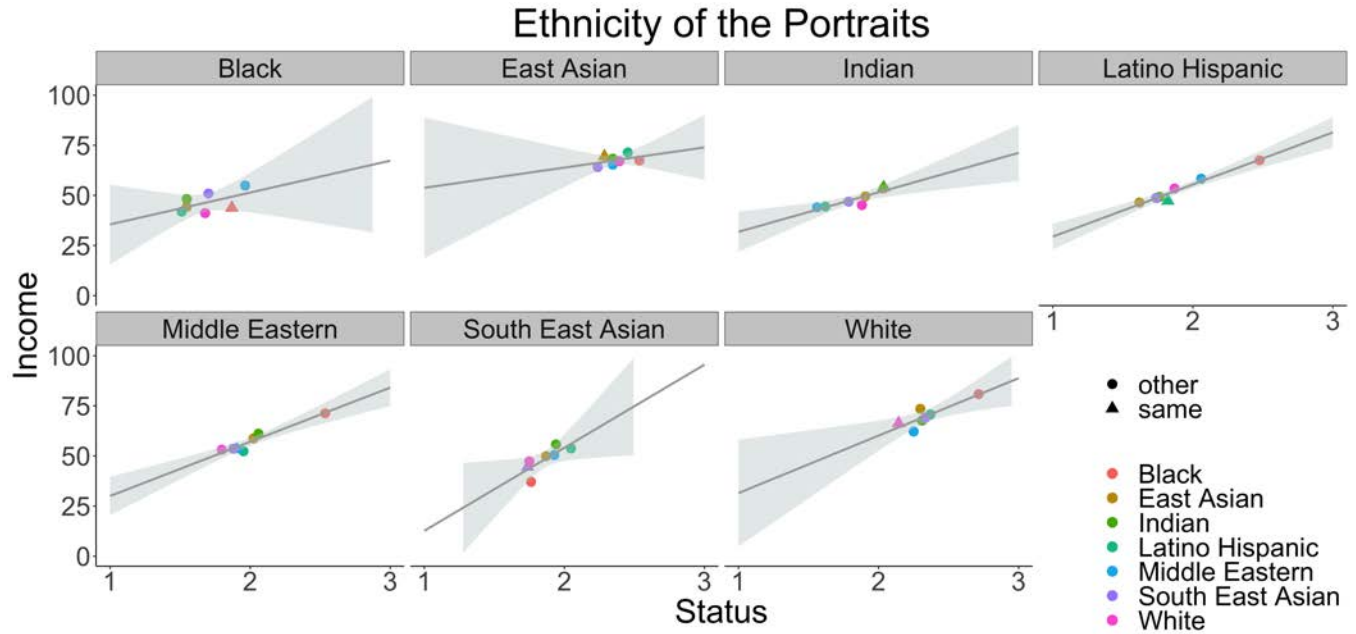 Ethnicity of the Portraits
Black
East Asian
Indian
Latino Hispanic
100
75
50
25
0
1 2 3
Middle Eastern
South East Asian
White
100
75
50
25
0
1 2 3
1 2 3
1 2 3
Income
Status
other
same
Black
East Asian
Indian
Latino Hispanic
Middle Eastern
South East Asian
White